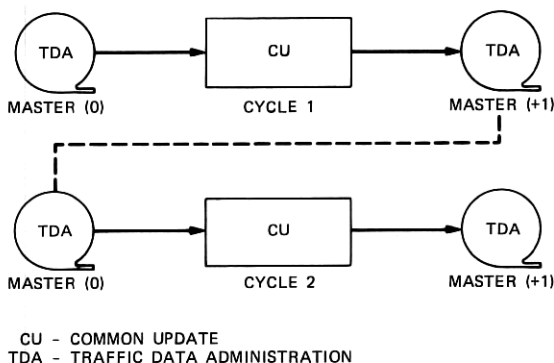 TDA CU TDA
MASTER (0) CYCLE 1 MASTER (+1)
TDA CU TDA
MASTER (0) CYCLE 2 MASTER (+1)
CU - COMMON UPDATE
TDA - TRAFFIC DATA ADMINISTRATION